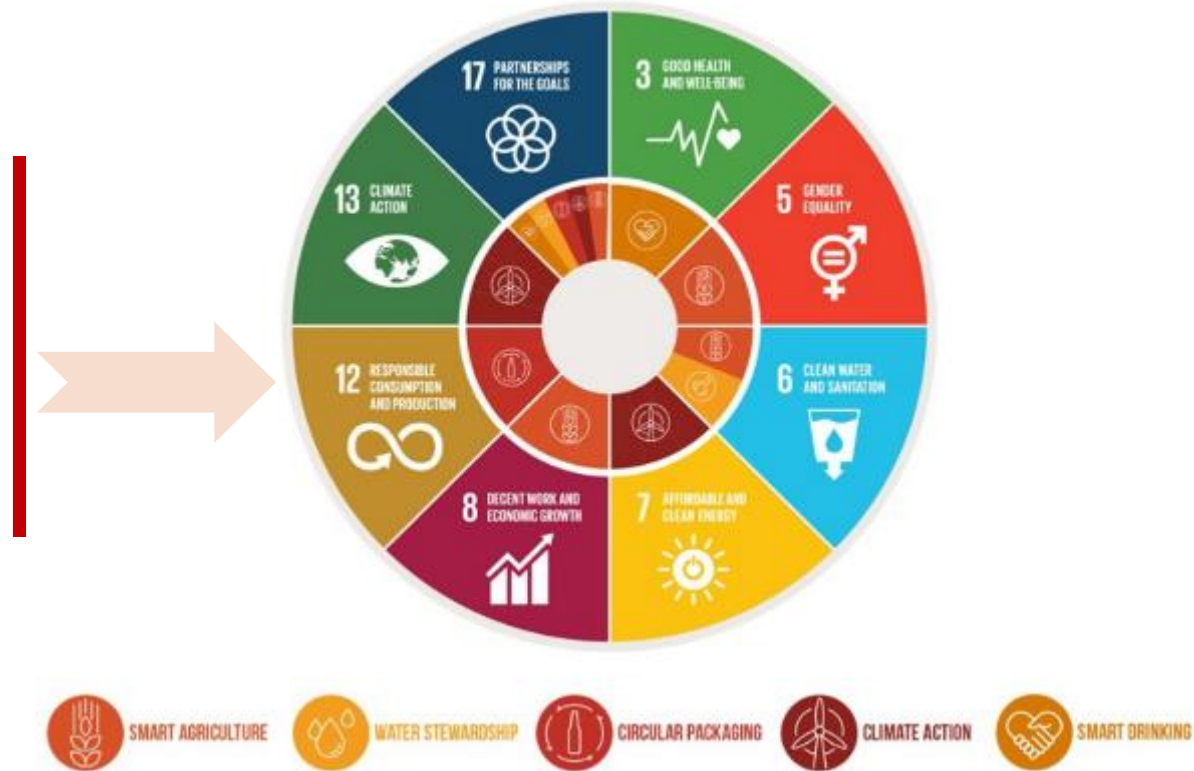 17 PARTNERSHIPS
FOR THE GOALS
3 GOOD HEALTH
AND WELL-BEING
13 CLIMATE
ACTION
5 GENDER
EQUALITY
12 RESPONSIBLE
CONSUMPTION
AND PRODUCTION
6 CLEAN WATER
AND SANITATION
8 DECENT WORK AND
ECONOMIC GROWTH
7 AFFORDABLE AND
CLEAN ENERGY
SMART AGRICULTURE
WATER STEWARDSHIP
CIRCULAR PACKAGING
CLIMATE ACTION
SMART DRINKING